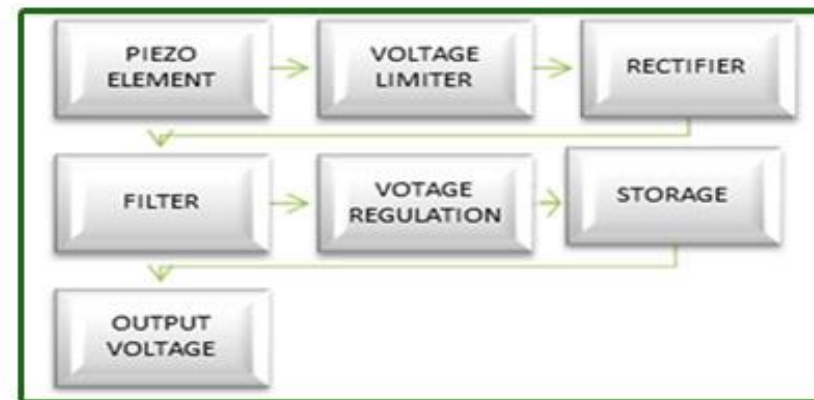 PIEZO
ELEMENT
VOLTAGE
LIMITER
RECTIFIER
FILTER
VOTAGE
REGULATION
STORAGE
OUTPUT
VOLTAGE